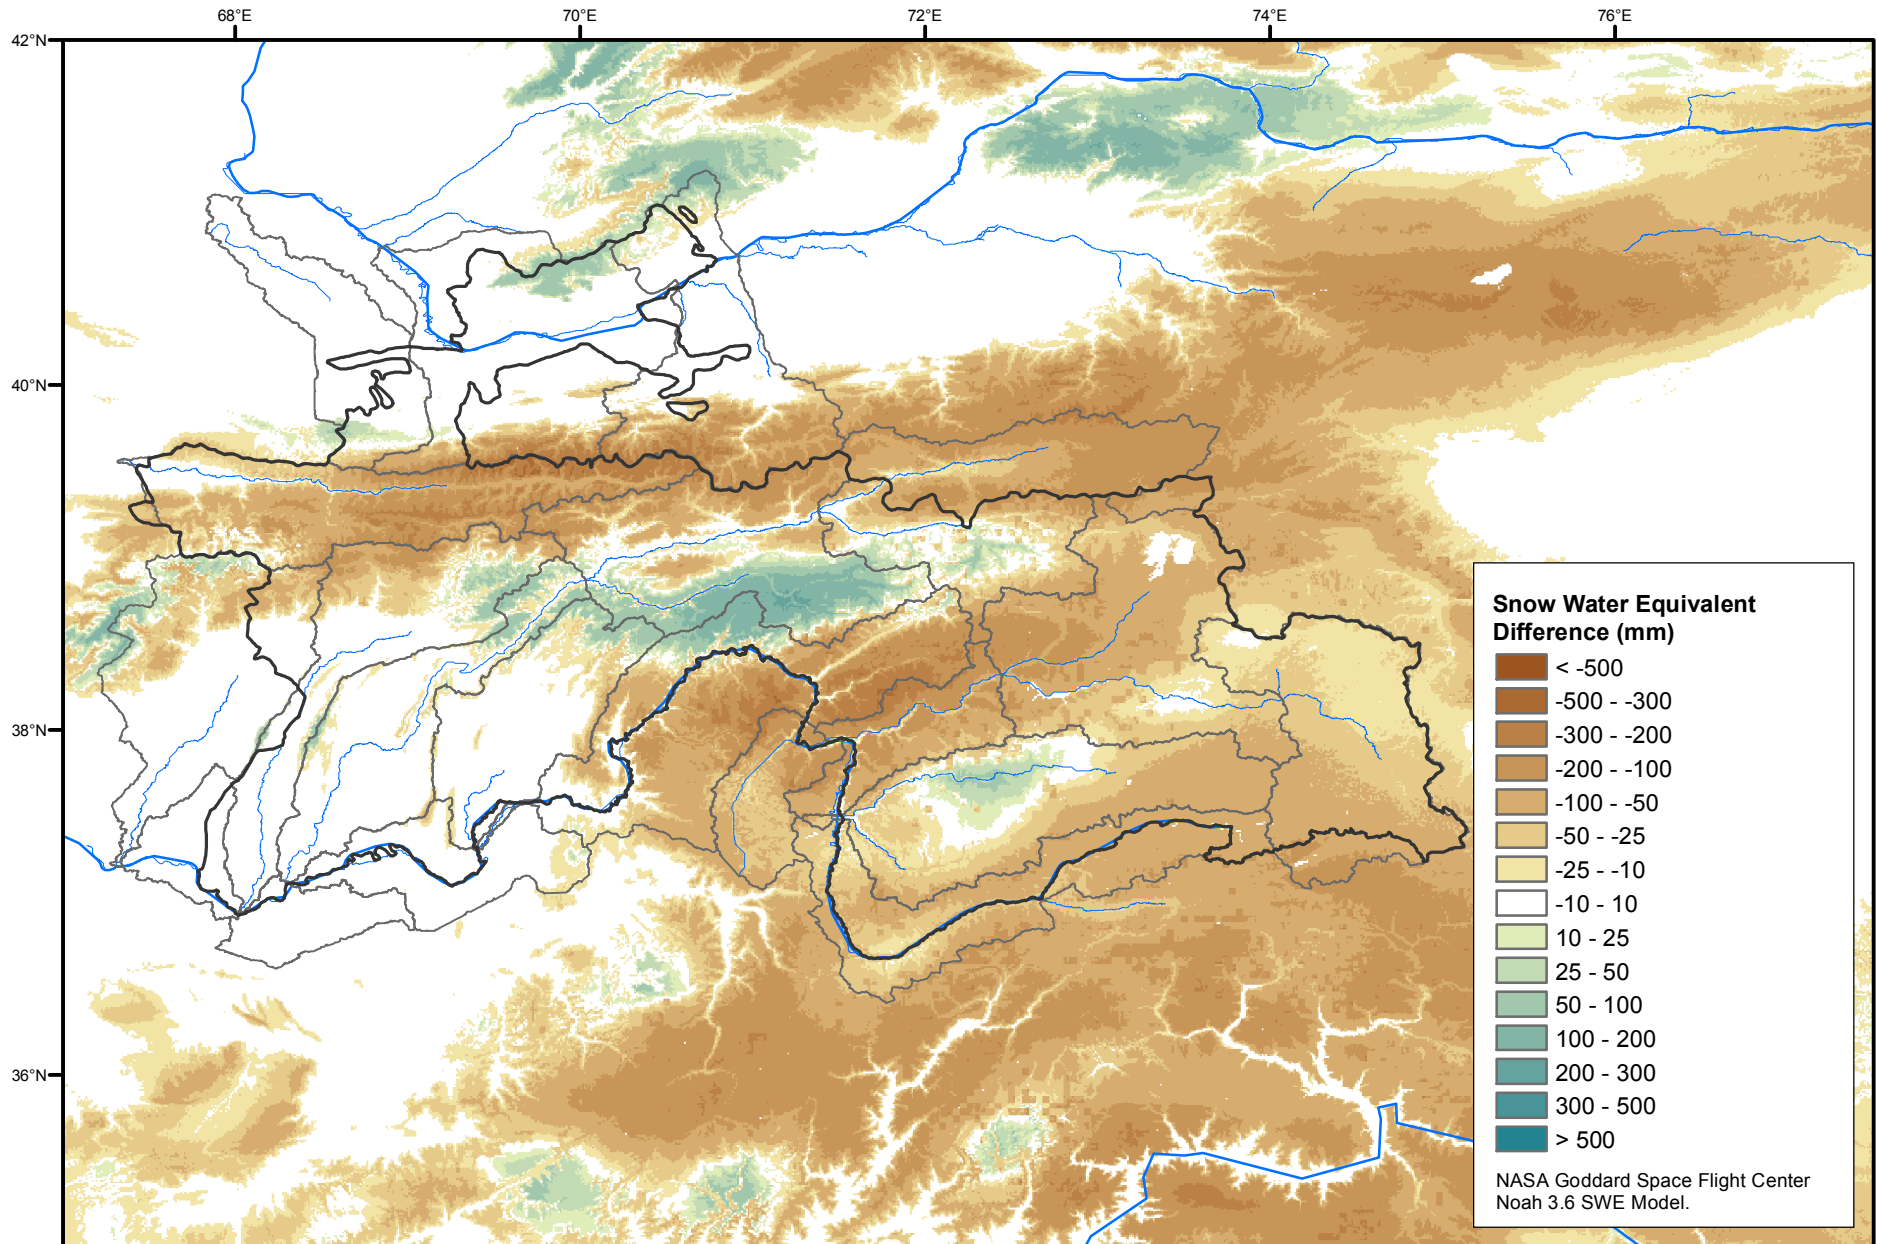 68°E
70°E
72°E
74°E
76°E
42°N
40°N
38°N
36°N
Snow Water Equivalent
Difference (mm)
< -500
-500 - -300
-300 - -200
-200 - -100
-100 - -50
-50 - -25
-25 - -10
-10 - 10
10 - 25
25 - 50
50 - 100
100 - 200
200 - 300
300 - 500
> 500
NASA Goddard Space Flight Center
Noah 3.6 SWE Model.